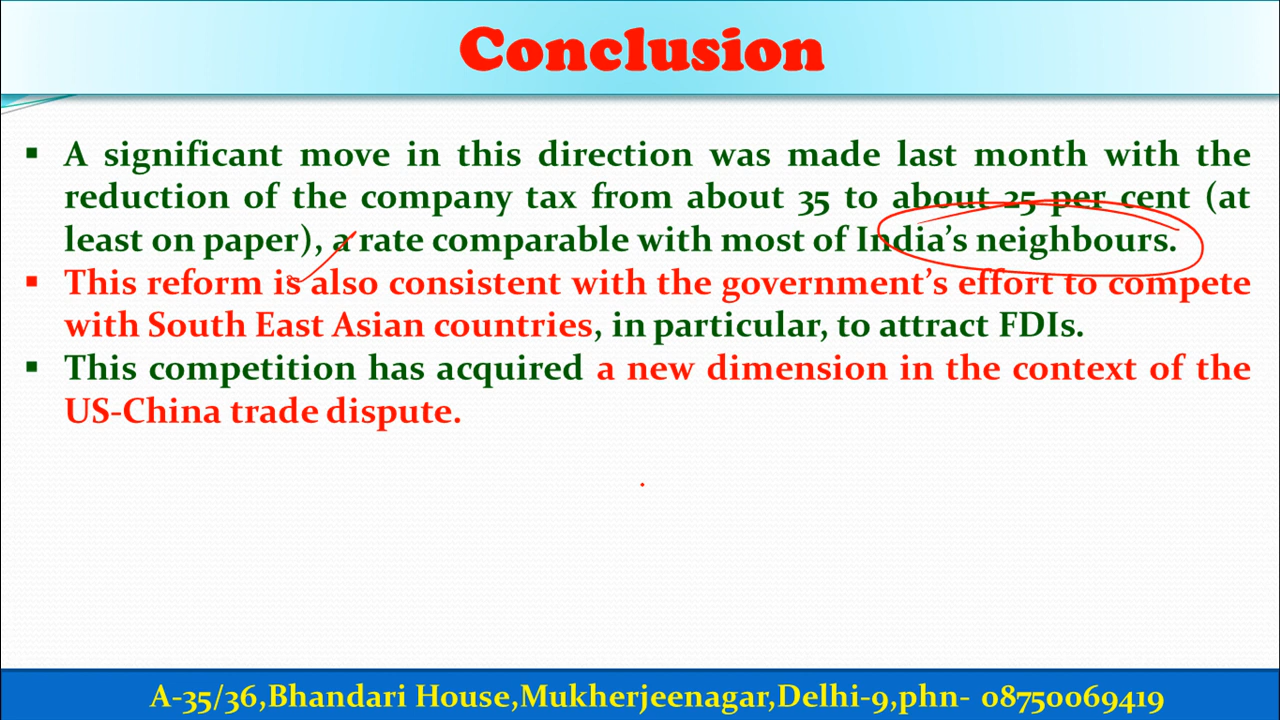 Conclusion
▪ A significant move in this direction was made last month with the
reduction of the company tax from about 35 to about 25 per cent (at
least on paper), a rate comparable with most of India's neighbours.
▪ This reform is also consistent with the government's effort to compete
with South East Asian countries, in particular, to attract FDIs.
▪ This competition has acquired a new dimension in the context of the
US-China trade dispute.
A-35/36,Bhandari House,Mukherjeenagar,Delhi-9,phn- 08750069419